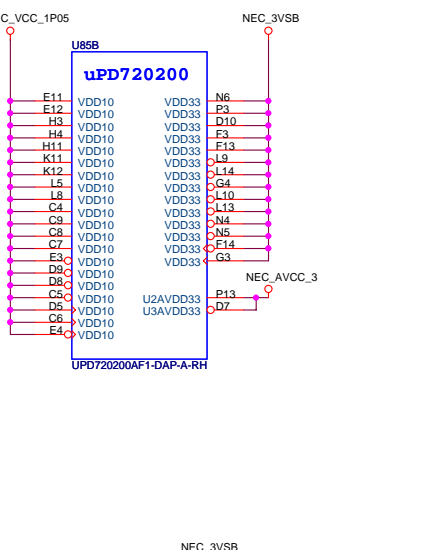 C_VCC_1P05
NEC_3VSB
U85B
uPD720200
E11 VDD10 VDD33 N6
E12 VDD10 VDD33 P3
H3 VDD10 VDD33 D10
H4 VDD10 VDD33 F3
H11 VDD10 VDD33 F13
K11 VDD10 VDD33 L9
K12 VDD10 VDD33 L14
L5 VDD10 VDD33 G4
L8 VDD10 VDD33 L10
C4 VDD10 VDD33 L13
C9 VDD10 VDD33 N4
C8 VDD10 VDD33 N5
C7 VDD10 VDD33 F14
E3 VDD10 VDD33 G3
D9 VDD10
NEC_AVCC_3
D8 VDD10
C5 VDD10 U2AVDD33 P13
D5 VDD10 U3AVDD33 D7
C6 VDD10
E4 VDD10
UPD720200AF1-DAP-A-RH
NEC_3VSB